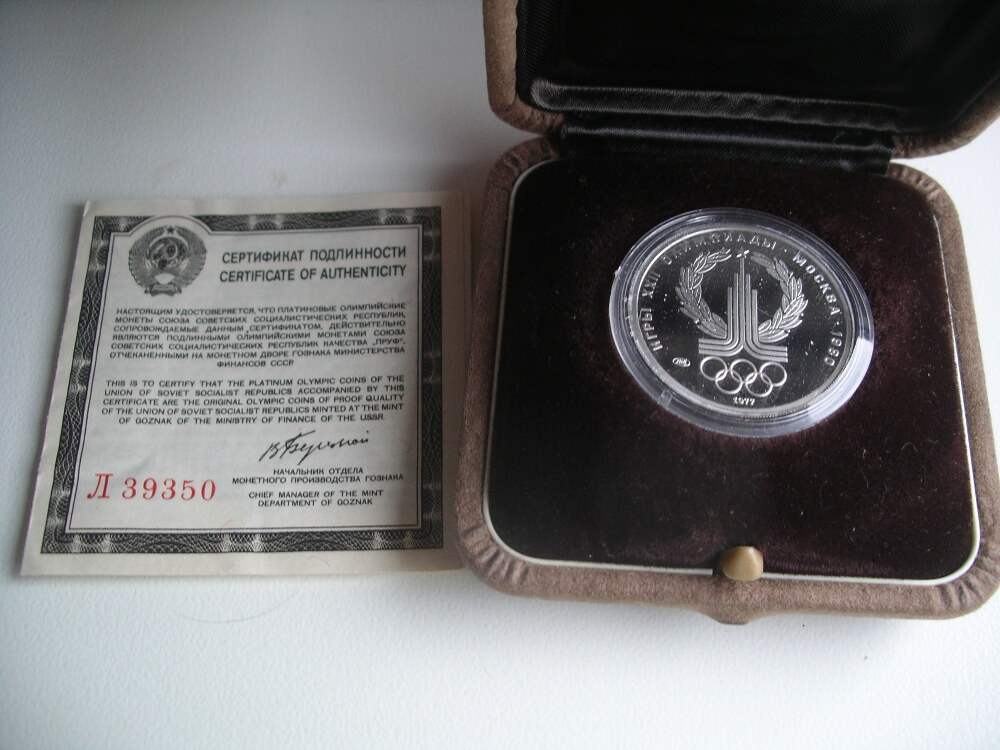 СЕРТИФИКАТ ПОДЛИННОСТИ
CERTIFICATE OF AUTHENTICITY
НАСТОЯЩИМ УДОСТОВЕРЯЕТСЯ, ЧТО ПЛАТИНОВЫЕ ОЛИМПИЙСКИЕ
МОНЕТЫ СОЮЗА СОВЕТСКИХ СОЦИАЛИСТИЧЕСКИХ РЕСПУБЛИК,
СОПРОВОЖДАЕМЫЕ ДАННЫМ СЕРТИФИКАТОМ, ДЕЙСТВИТЕЛЬНО
ЯВЛЯЮТСЯ ПОДЛИННЫМИ ОЛИМПИЙСКИМИ МОНЕТАМИ СОЮЗА
СОВЕТСКИХ СОЦИАЛИСТИЧЕСКИХ РЕСПУБЛИК КАЧЕСТВА „ПРУФ“,
ОТЧЕКАНЕННЫМИ НА МОНЕТНОМ ДВОРЕ ГОЗНАКА МИНИСТЕРСТВА
ФИНАНСОВ СССР
THIS IS TO CERTIFY THAT THE PLATINUM OLYMPIC COINS OF THE
UNION OF SOVIET SOCIALIST REPUBLICS ACCOMPANIED BY THIS
CERTIFICATE ARE THE ORIGINAL OLYMPIC COINS OF PROOF QUALITY
OF THE UNION OF SOVIET SOCIALIST REPUBLICS MINTED AT THE MINT
OF GOZNAK OF THE MINISTRY OF FINANCE OF THE USSR
НАЧАЛЬНИК ОТДЕЛА
МОНЕТНОГО ПРОИЗВОДСТВА ГОЗНАКА
CHIEF MANAGER OF THE MINT
DEPARTMENT OF GOZNAK
Л 39350
ИГРЫ XXII ОЛИМПИАДЫ · МОСКВА · 1980
1977